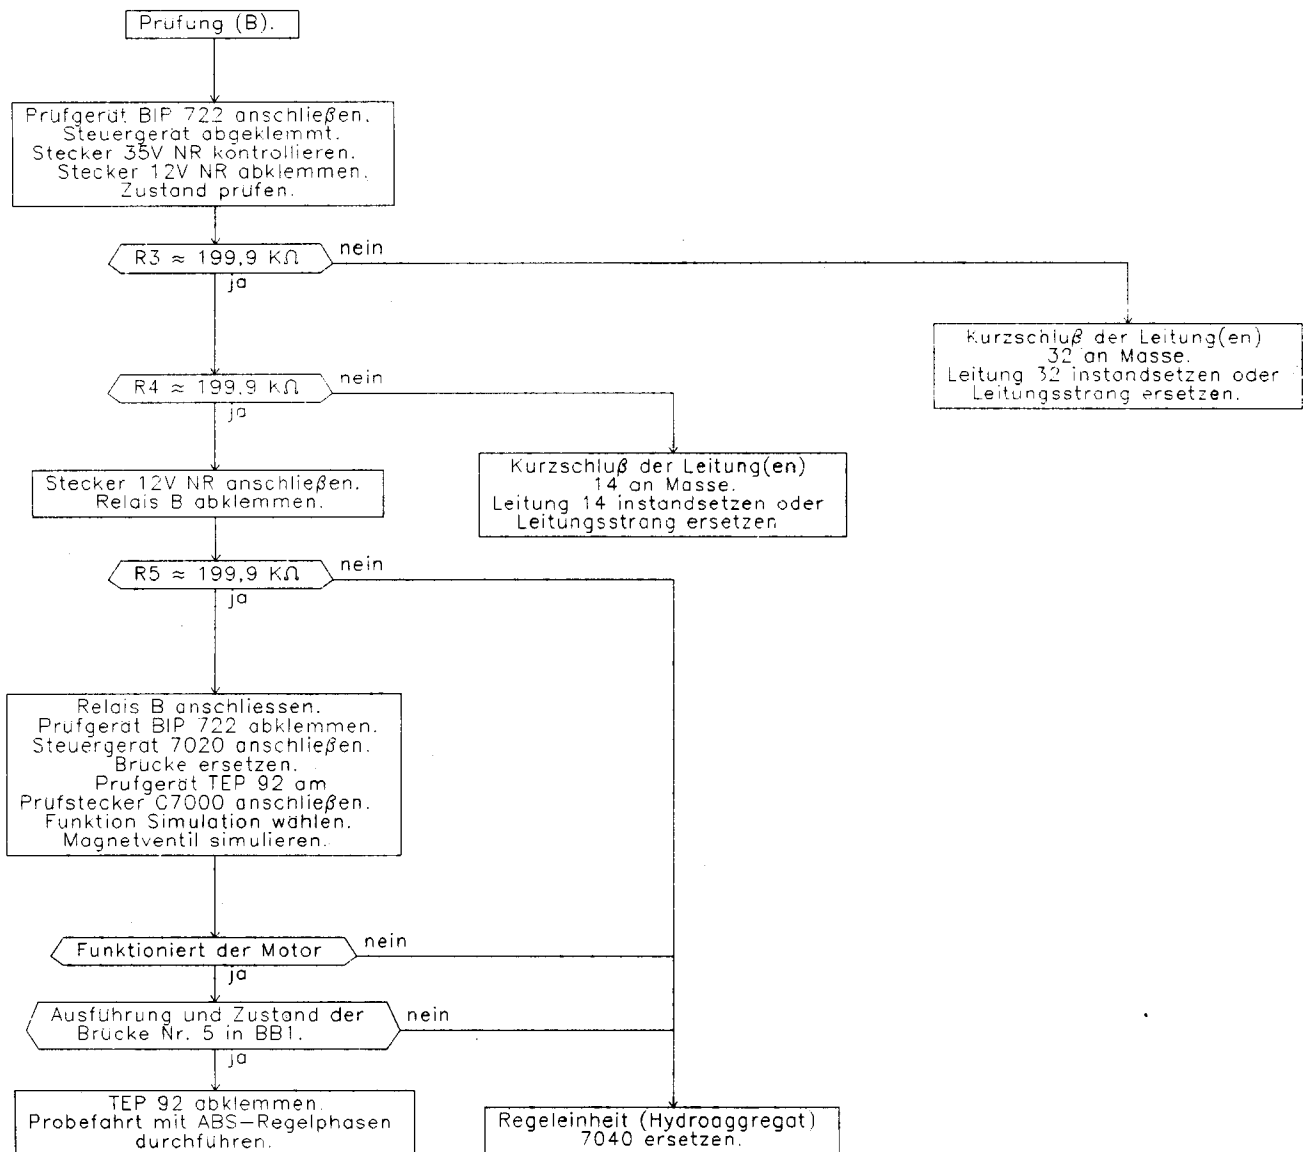 Prüfung (B).
Prüfgerät BIP 722 anschließen.
Steuergerät abgeklemmt.
Stecker 35V NR kontrollieren.
Stecker 12V NR abklemmen.
Zustand prüfen.
R3 ≈ 199,9 KΩ
nein
ja
Kurzschluß der Leitung(en)
32 an Masse.
Leitung 32 instandsetzen oder
Leitungsstrang ersetzen.
R4 ≈ 199,9 KΩ
nein
ja
Kurzschluß der Leitung(en)
14 an Masse.
Leitung 14 instandsetzen oder
Leitungsstrang ersetzen
Stecker 12V NR anschließen.
Relais B abklemmen.
R5 ≈ 199,9 KΩ
nein
ja
Relais B anschliessen.
Prüfgerät BIP 722 abklemmen.
Steuergerät 7020 anschließen.
Brücke ersetzen.
Prüfgerät TEP 92 am
Prüfstecker C7000 anschließen.
Funktion Simulation wählen.
Magnetventil simulieren.
Funktioniert der Motor
nein
ja
Ausführung und Zustand der
Brücke Nr. 5 in BB1.
nein
ja
TEP 92 abklemmen.
Probefahrt mit ABS-Regelphasen
durchführen.
Regeleinheit (Hydroaggregat)
7040 ersetzen.